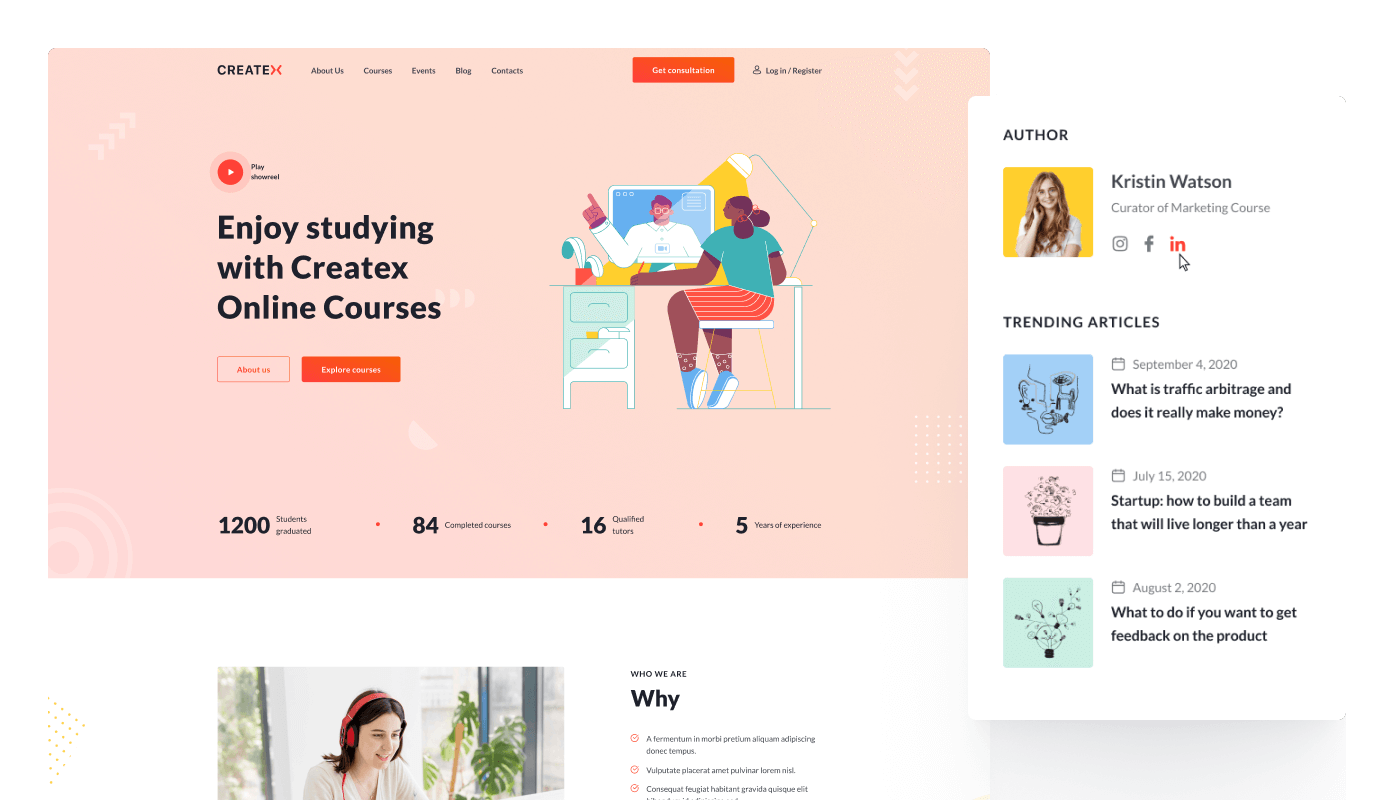 CREATEX
About Us
Courses
Events
Blog
Contacts
Get consultation
Log in / Register
Play
showreel
Enjoy studying
with Createx
Online Courses
About us
Explore courses
1200
Students
graduated
84
Completed courses
16
Qualified
tutors
5
Years of experience
WHO WE ARE
Why
A fermentum in morbi pretium aliquam adipiscing
donec tempus.
Vulputate placerat amet pulvinar lorem nisl.
Consequat feugiat habitant gravida quisque elit
AUTHOR
Kristin Watson
Curator of Marketing Course
TRENDING ARTICLES
September 4, 2020
What is traffic arbitrage and
does it really make money?
July 15, 2020
Startup: how to build a team
that will live longer than a year
August 2, 2020
What to do if you want to get
feedback on the product